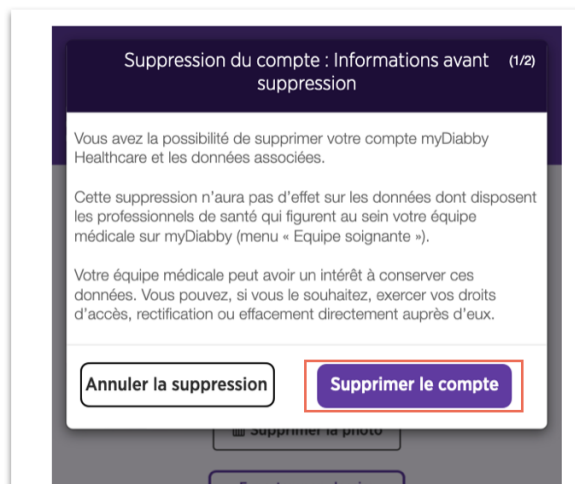 Suppression du compte : Informations avant (1/2)
suppression
Vous avez la possibilité de supprimer votre compte myDiabby
Healthcare et les données associées.
Cette suppression n'aura pas d'effet sur les données dont disposent
les professionnels de santé qui figurent au sein votre équipe
médicale sur myDiabby (menu « Equipe soignante »).
Votre équipe médicale peut avoir un intérêt à conserver ces
données. Vous pouvez, si vous le souhaitez, exercer vos droits
d'accès, rectification ou effacement directement auprès d'eux.
Annuler la suppression Supprimer le compte
Supprimer la photo